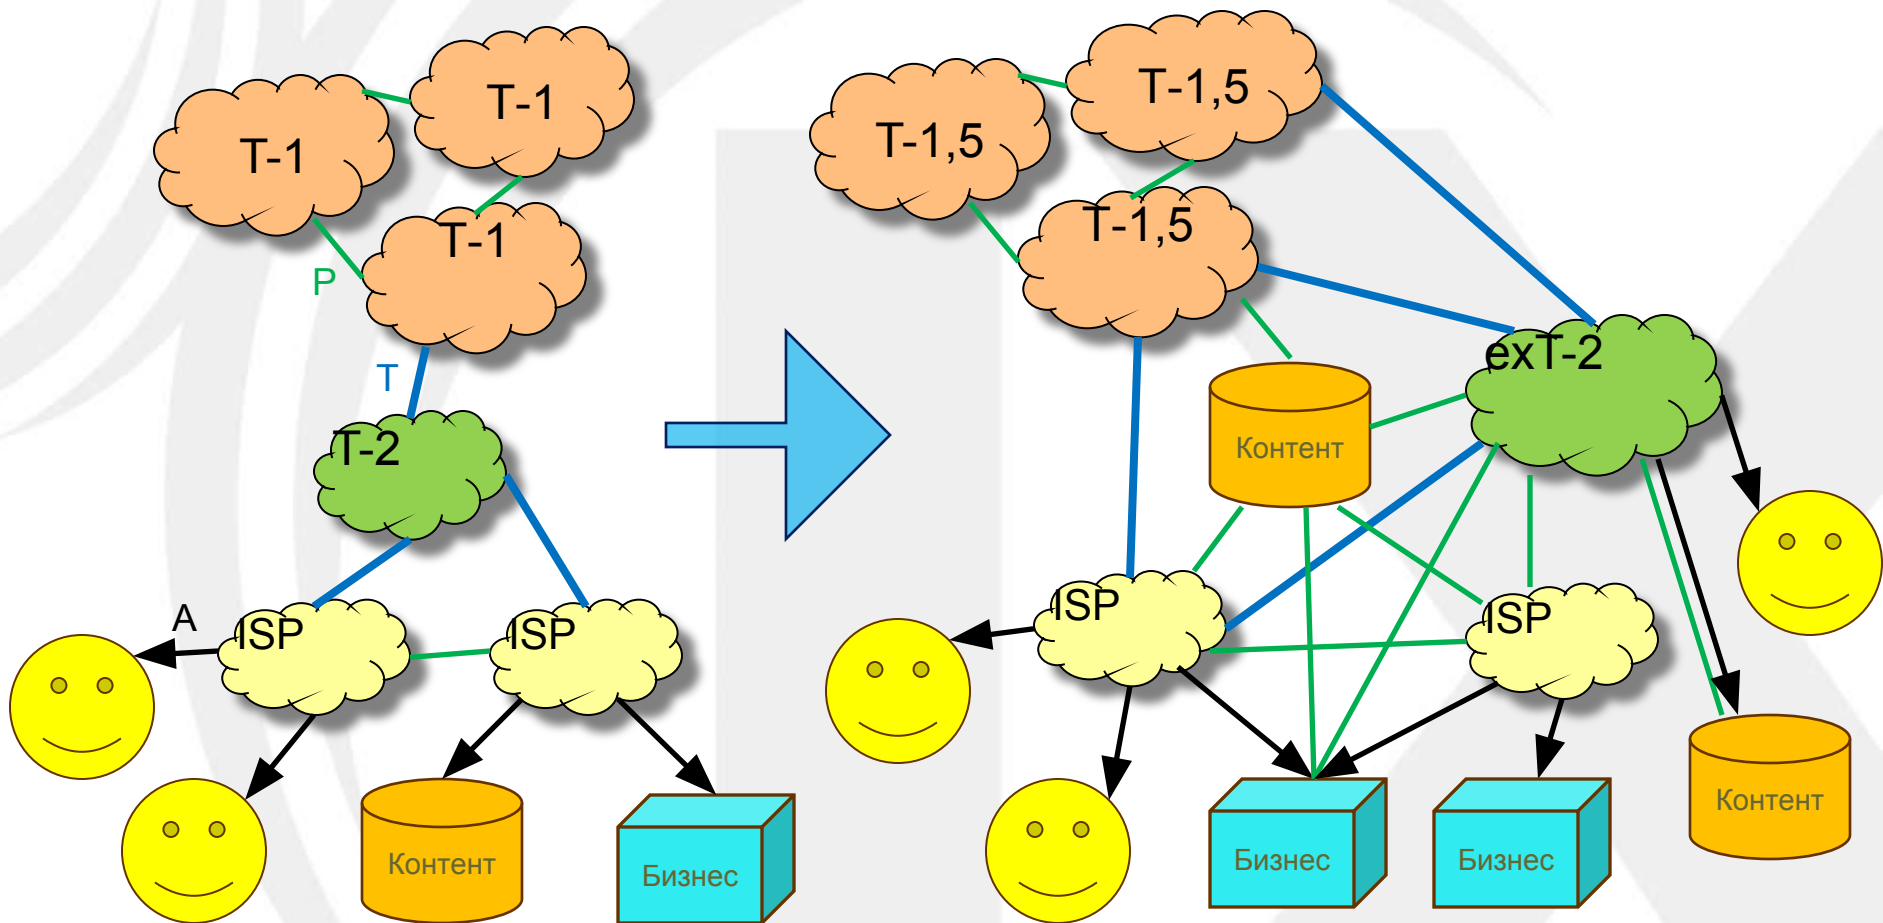 T-1
T-1
T-1
P
T
T-2
A
ISP
ISP
Контент
Бизнес
T-1,5
T-1,5
T-1,5
exT-2
Контент
ISP
ISP
Контент
Бизнес
Бизнес